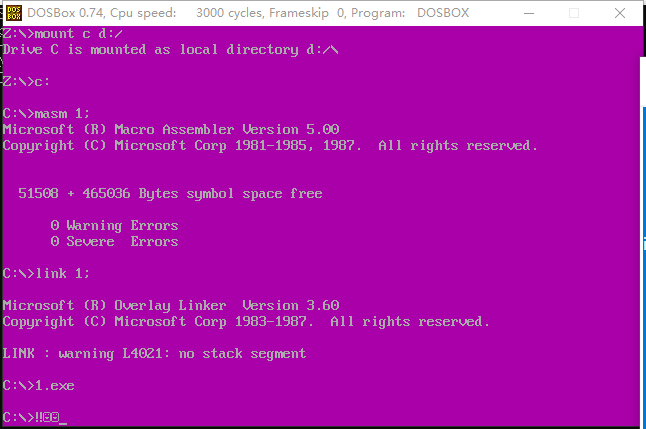 DOSBox 0.74, Cpu speed: 3000 cycles, Frameskip 0, Program: DOSBOX
Z:\>mount c d:/
Drive C is mounted as local directory d:/\
Z:\>c:
C:\>masm 1;
Microsoft (R) Macro Assembler Version 5.00
Copyright (C) Microsoft Corp 1981-1985, 1987.  All rights reserved.
51508 + 465036 Bytes symbol space free
0 Warning Errors
0 Severe  Errors
C:\>link 1;
Microsoft (R) Overlay Linker  Version 3.60
Copyright (C) Microsoft Corp 1983-1987.  All rights reserved.
LINK : warning L4021: no stack segment
C:\>1.exe
C:\>‼☺☺_